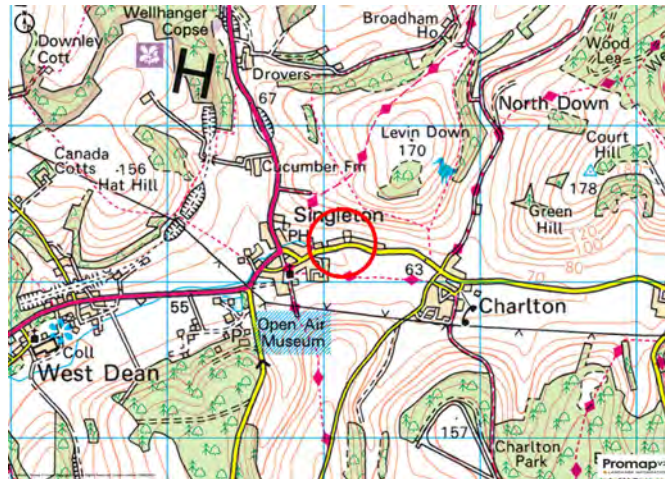 Wellhanger
Copse
Downley
Cott
H
Drovers
67
Broadham
Ho
Wood
Lea
North Down
Levin Down
170
Court
Hill
178
Canada
Cotts
156
Hat Hill
Cucumber Fm
Green
Hill
120
100
80
70
Singleton
PH
63
Charlton
55
Open Air
Museum
P
Coll
West Dean
157
Charlton
Park
Promap